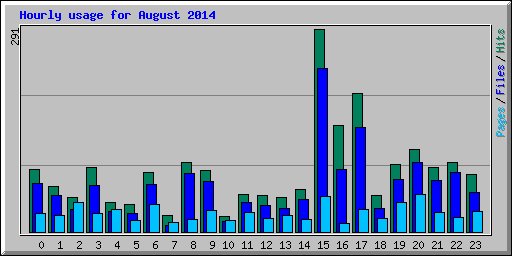 Hourly usage for August 2014
291
Pages/Files/Hits
0 1 2 3 4 5 6 7 8 9 10 11 12 13 14 15 16 17 18 19 20 21 22 23